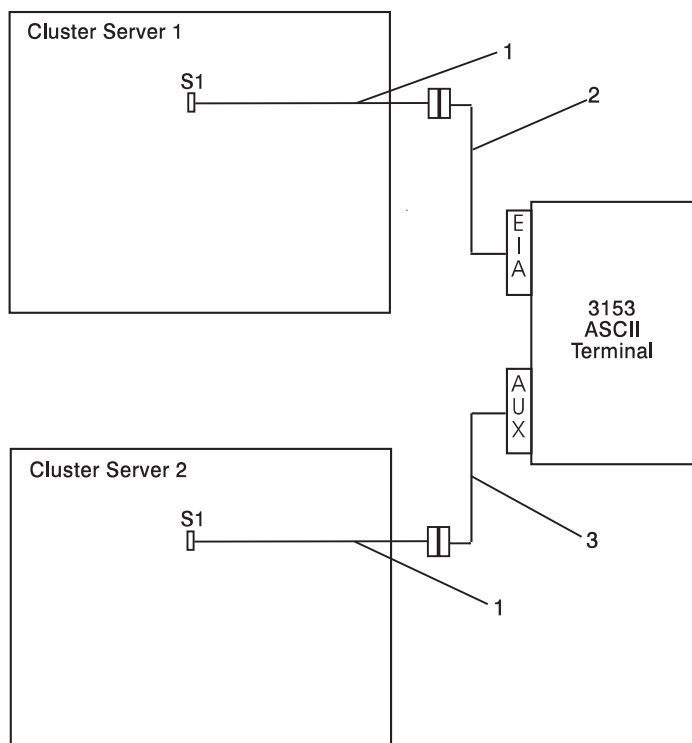 Cluster Server 1
S1
1
2
E
I
A
3153
ASCII
Terminal
A
U
X
Cluster Server 2
S1
3
1